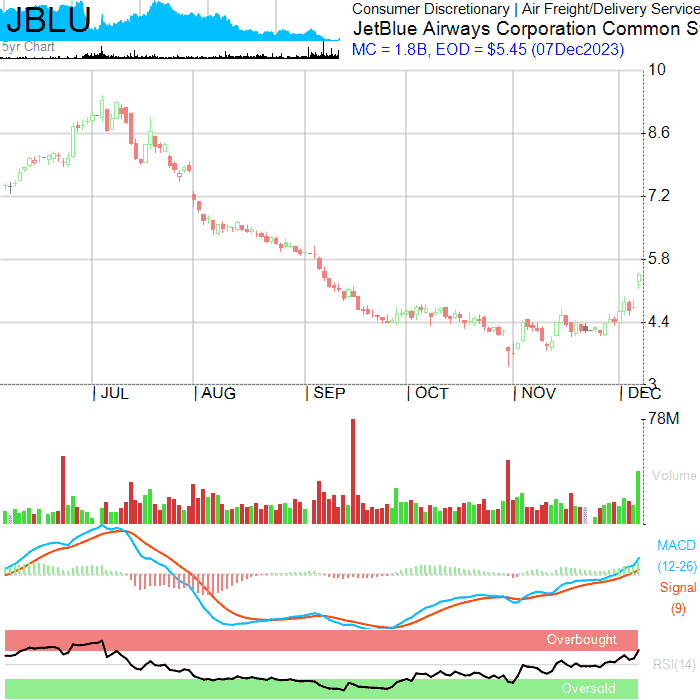 JBLU
5yr Chart
Consumer Discretionary | Air Freight/Delivery Service
JetBlue Airways Corporation Common S
MC = 1.8B, EOD = $5.45 (07Dec2023)
10
8.6
7.2
5.8
4.4
3
JUL
AUG
SEP
OCT
NOV
DEC
78M
Volume
MACD
(12-26)
Signal
(9)
Overbought
RSI(14)
Oversold